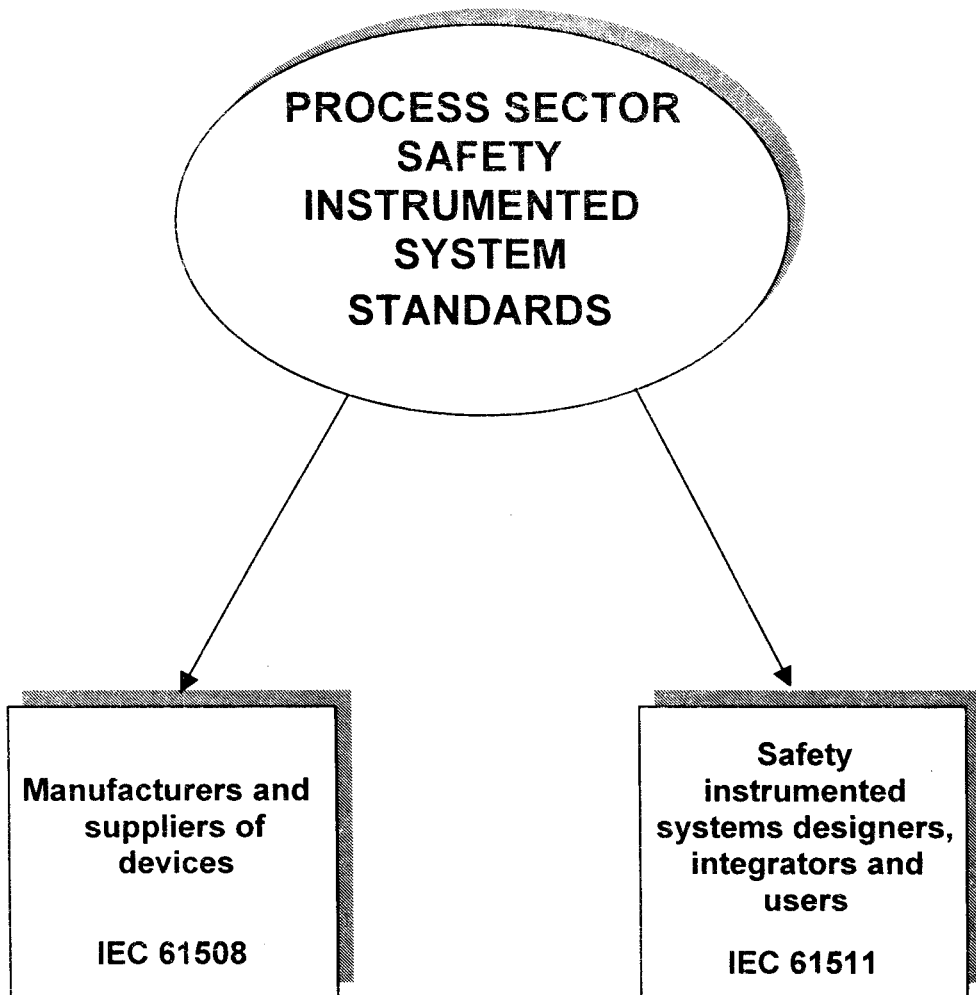 PROCESS SECTOR
SAFETY
INSTRUMENTED
SYSTEM
STANDARDS
Manufacturers and
suppliers of
devices
IEC 61508
Safety
instrumented
systems designers,
integrators and
users
IEC 61511